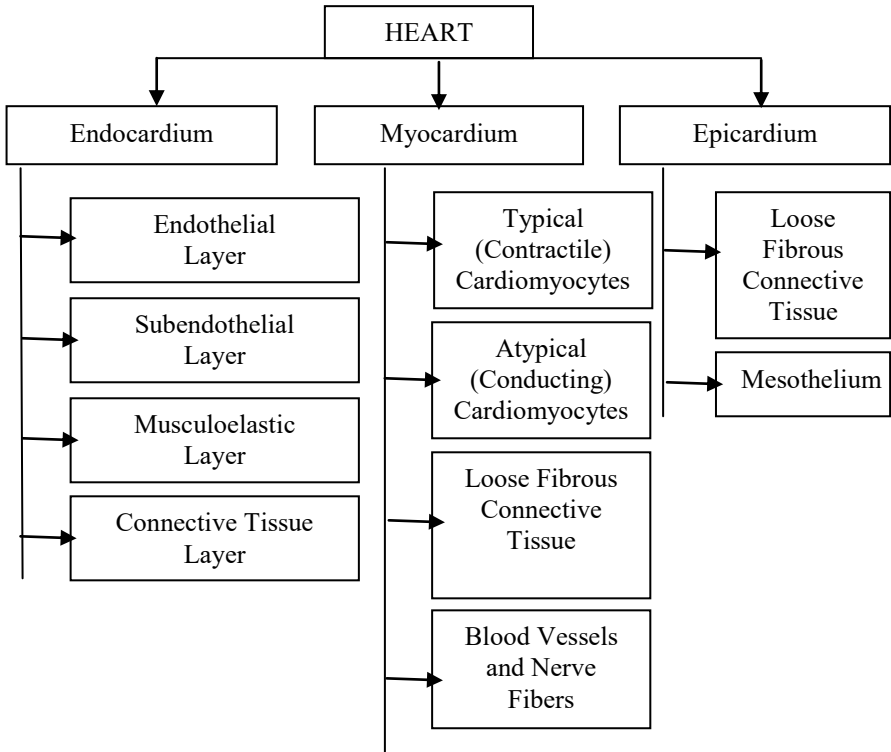 HEART
Endocardium
Myocardium
Epicardium
Endothelial
Layer
Subendothelial
Layer
Musculoelastic
Layer
Connective Tissue
Layer
Typical
(Contractile)
Cardiomyocytes
Atypical
(Conducting)
Cardiomyocytes
Loose Fibrous
Connective
Tissue
Blood Vessels
and Nerve
Fibers
Loose
Fibrous
Connective
Tissue
Mesothelium